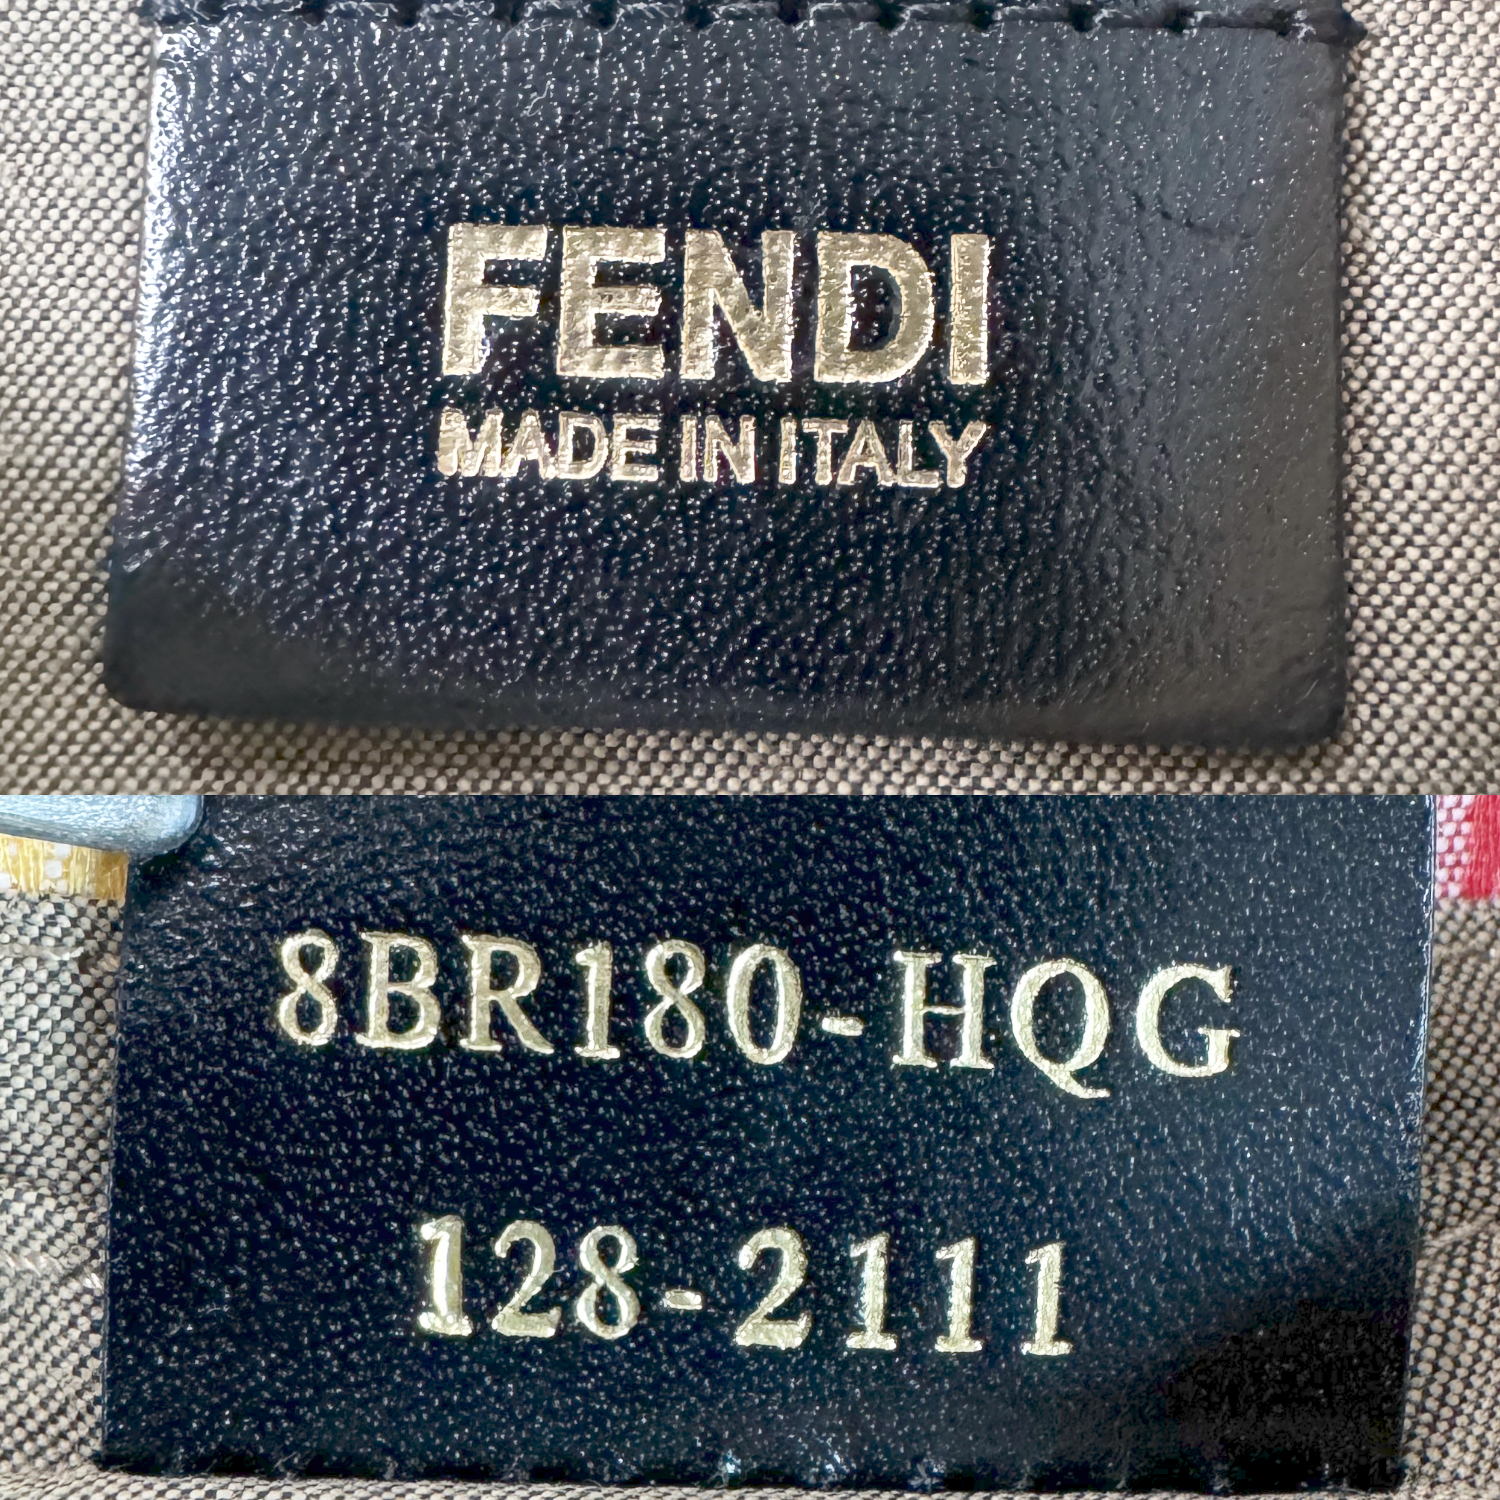 FENDI
MADE IN ITALY
8BR180-HQG
128-2111